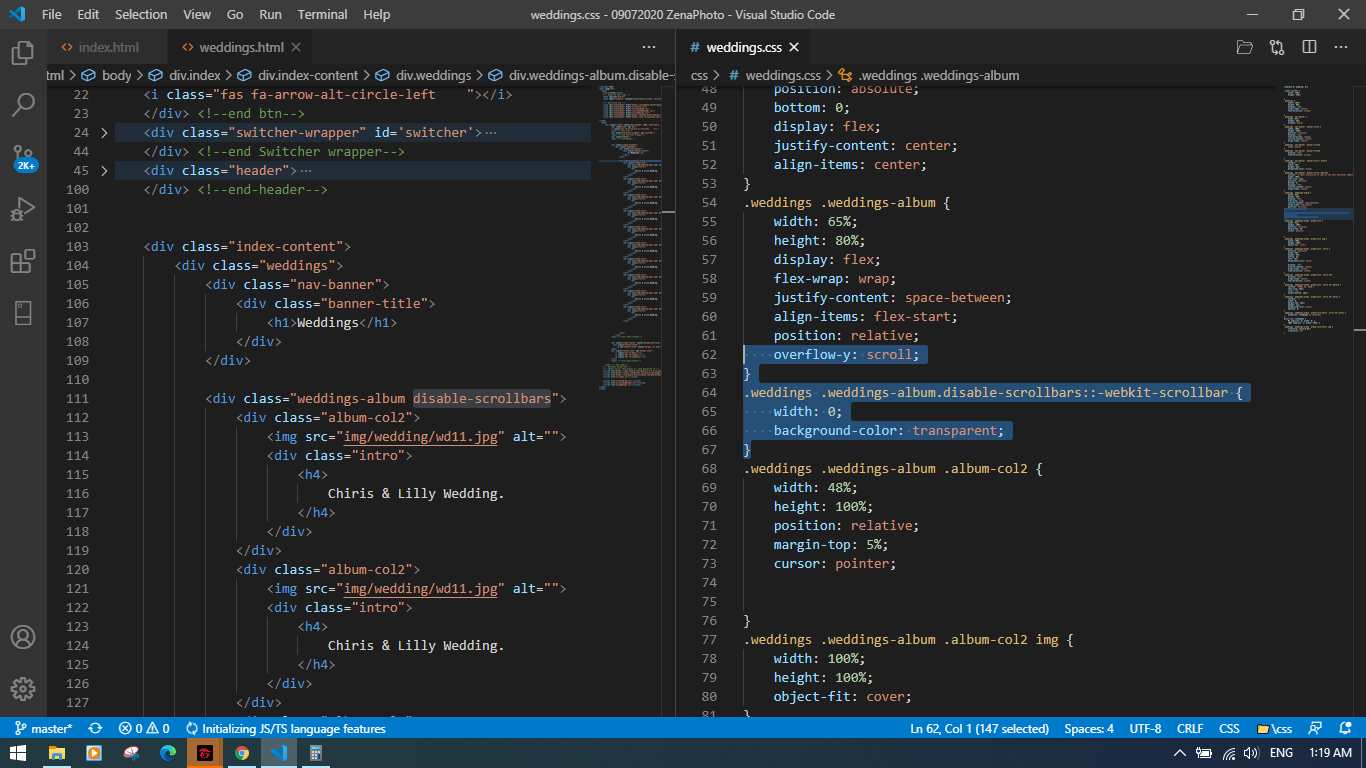 File Edit Selection View Go Run Terminal Help weddings.css - 09072020 ZenaPhoto - Visual Studio Code
<> index.html <> weddings.html × ···
tml > body > div.index > div.index-content > div.weddings > div.weddings-album.disable-
22 <i class="fas fa-arrow-alt-circle-left    "></i>
23 </div> <!--end btn-->
24 <div class="switcher-wrapper" id='switcher'>···
44 </div> <!--end Switcher wrapper-->
45 <div class="header">···
100 </div> <!--end-header-->
101
102
103 <div class="index-content">
104 <div class="weddings">
105 <div class="nav-banner">
106 <div class="banner-title">
107 <h1>Weddings</h1>
108 </div>
109 </div>
110
111 <div class="weddings-album disable-scrollbars">
112 <div class="album-col2">
113 <img src="img/wedding/wd11.jpg" alt="">
114 <div class="intro">
115 <h4>
116 Chiris & Lilly Wedding.
117 </h4>
118 </div>
119 </div>
120 <div class="album-col2">
121 <img src="img/wedding/wd11.jpg" alt="">
122 <div class="intro">
123 <h4>
124 Chiris & Lilly Wedding.
125 </h4>
126 </div>
127 </div>
# weddings.css × ···
css > # weddings.css > .weddings .weddings-album
48 position: absolute;
49 bottom: 0;
50 display: flex;
51 justify-content: center;
52 align-items: center;
53 }
54 .weddings .weddings-album {
55 width: 65%;
56 height: 80%;
57 display: flex;
58 flex-wrap: wrap;
59 justify-content: space-between;
60 align-items: flex-start;
61 position: relative;
62 overflow-y: scroll;
63 }
64 .weddings .weddings-album.disable-scrollbars::-webkit-scrollbar {
65 width: 0;
66 background-color: transparent;
67 }
68 .weddings .weddings-album .album-col2 {
69 width: 48%;
70 height: 100%;
71 position: relative;
72 margin-top: 5%;
73 cursor: pointer;
74
75
76 }
77 .weddings .weddings-album .album-col2 img {
78 width: 100%;
79 height: 100%;
80 object-fit: cover;
81 }
2K+
master* 0 0 Initializing JS/TS language features Ln 62, Col 1 (147 selected) Spaces: 4 UTF-8 CRLF CSS \css
ENG 1:19 AM